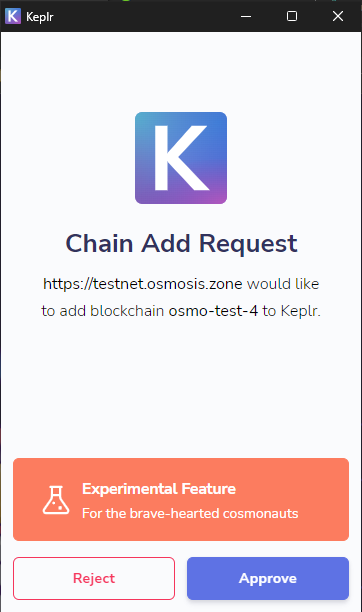 Keplr
K
Chain Add Request
https://testnet.osmosis.zone would like
to add blockchain osmo-test-4 to Keplr.
Experimental Feature
For the brave-hearted cosmonauts
Reject
Approve